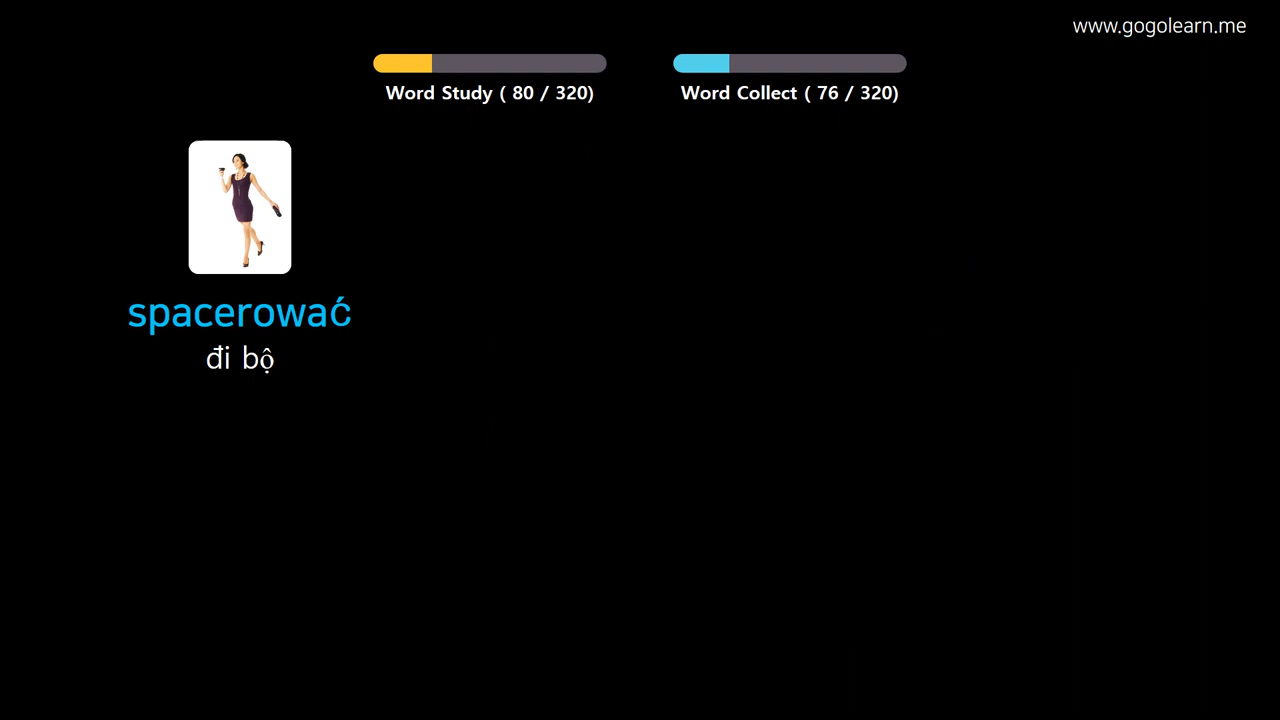 www.gogolearn.me
Word Study ( 80 / 320)
Word Collect ( 76 / 320)
spacerować
đi bộ